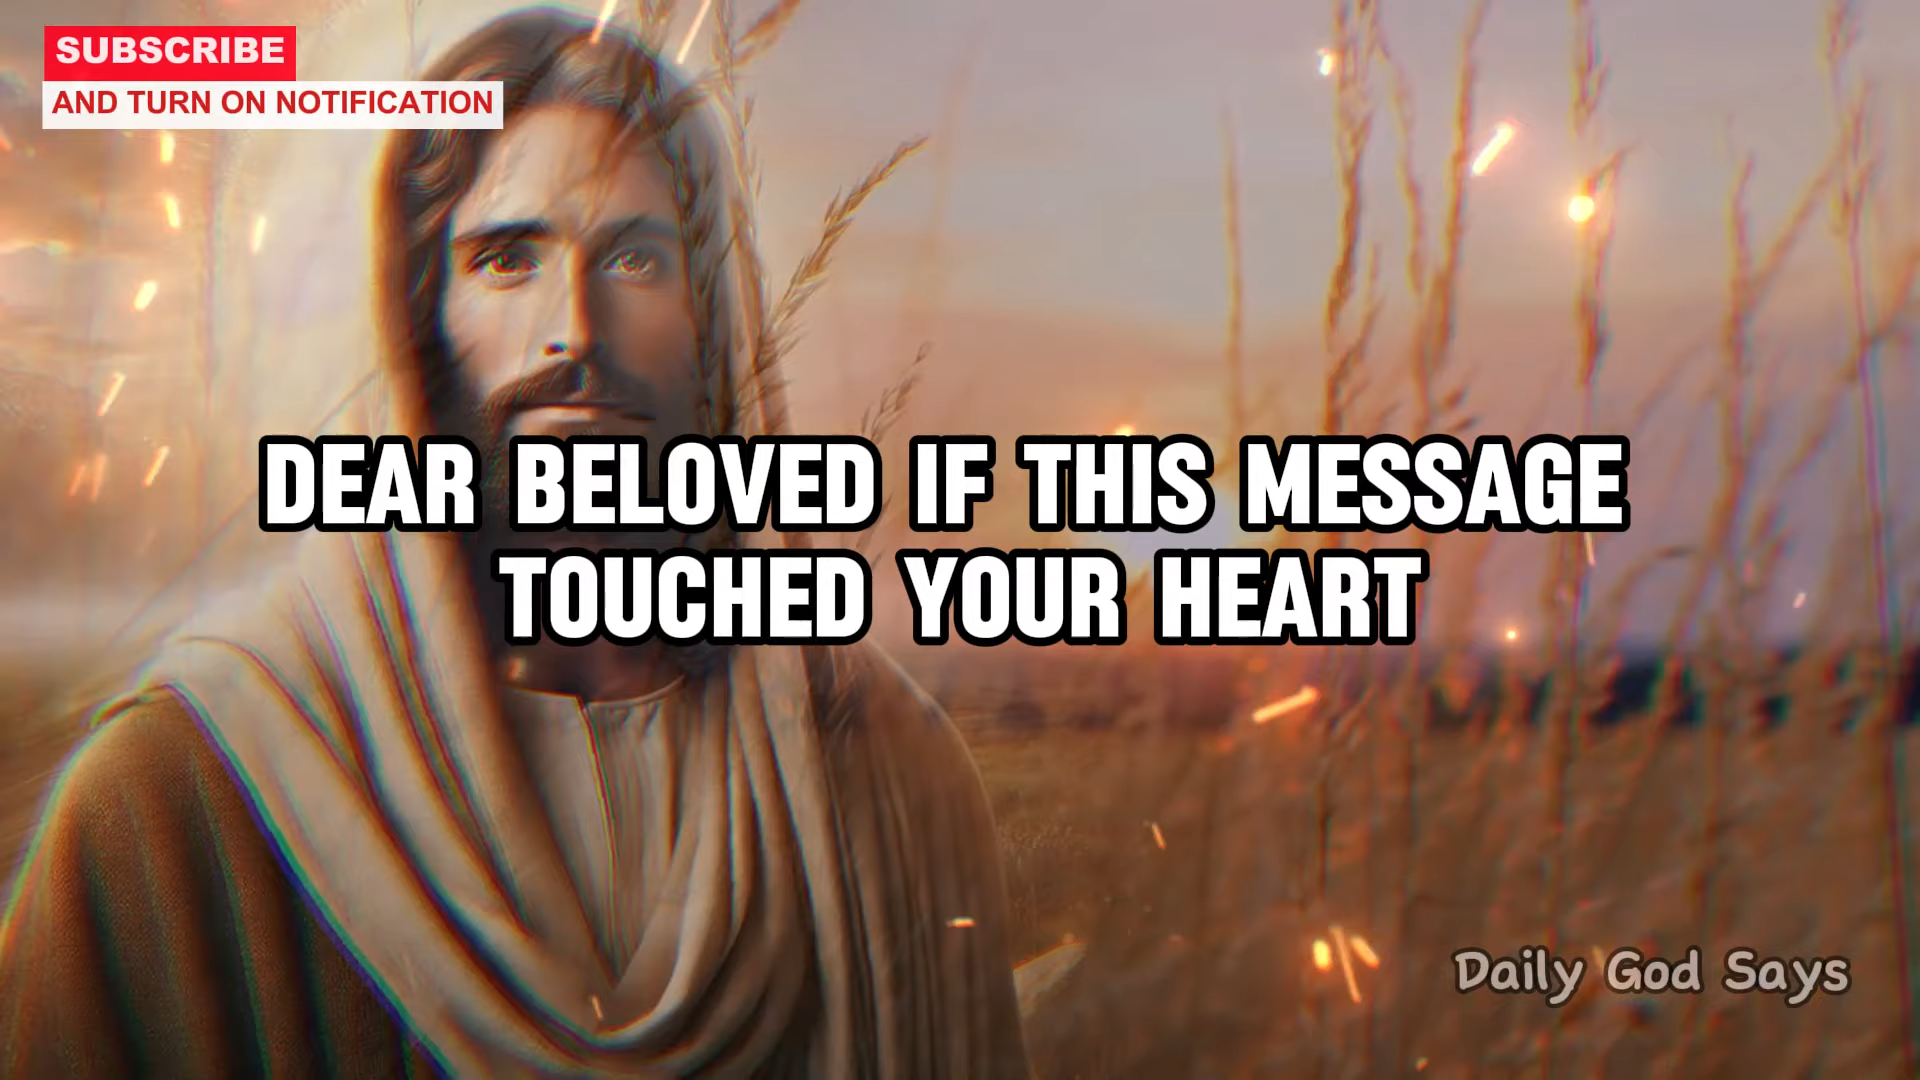 SUBSCRIBE
AND TURN ON NOTIFICATION
DEAR BELOVED IF THIS MESSAGE
TOUCHED YOUR HEART
Daily God Says